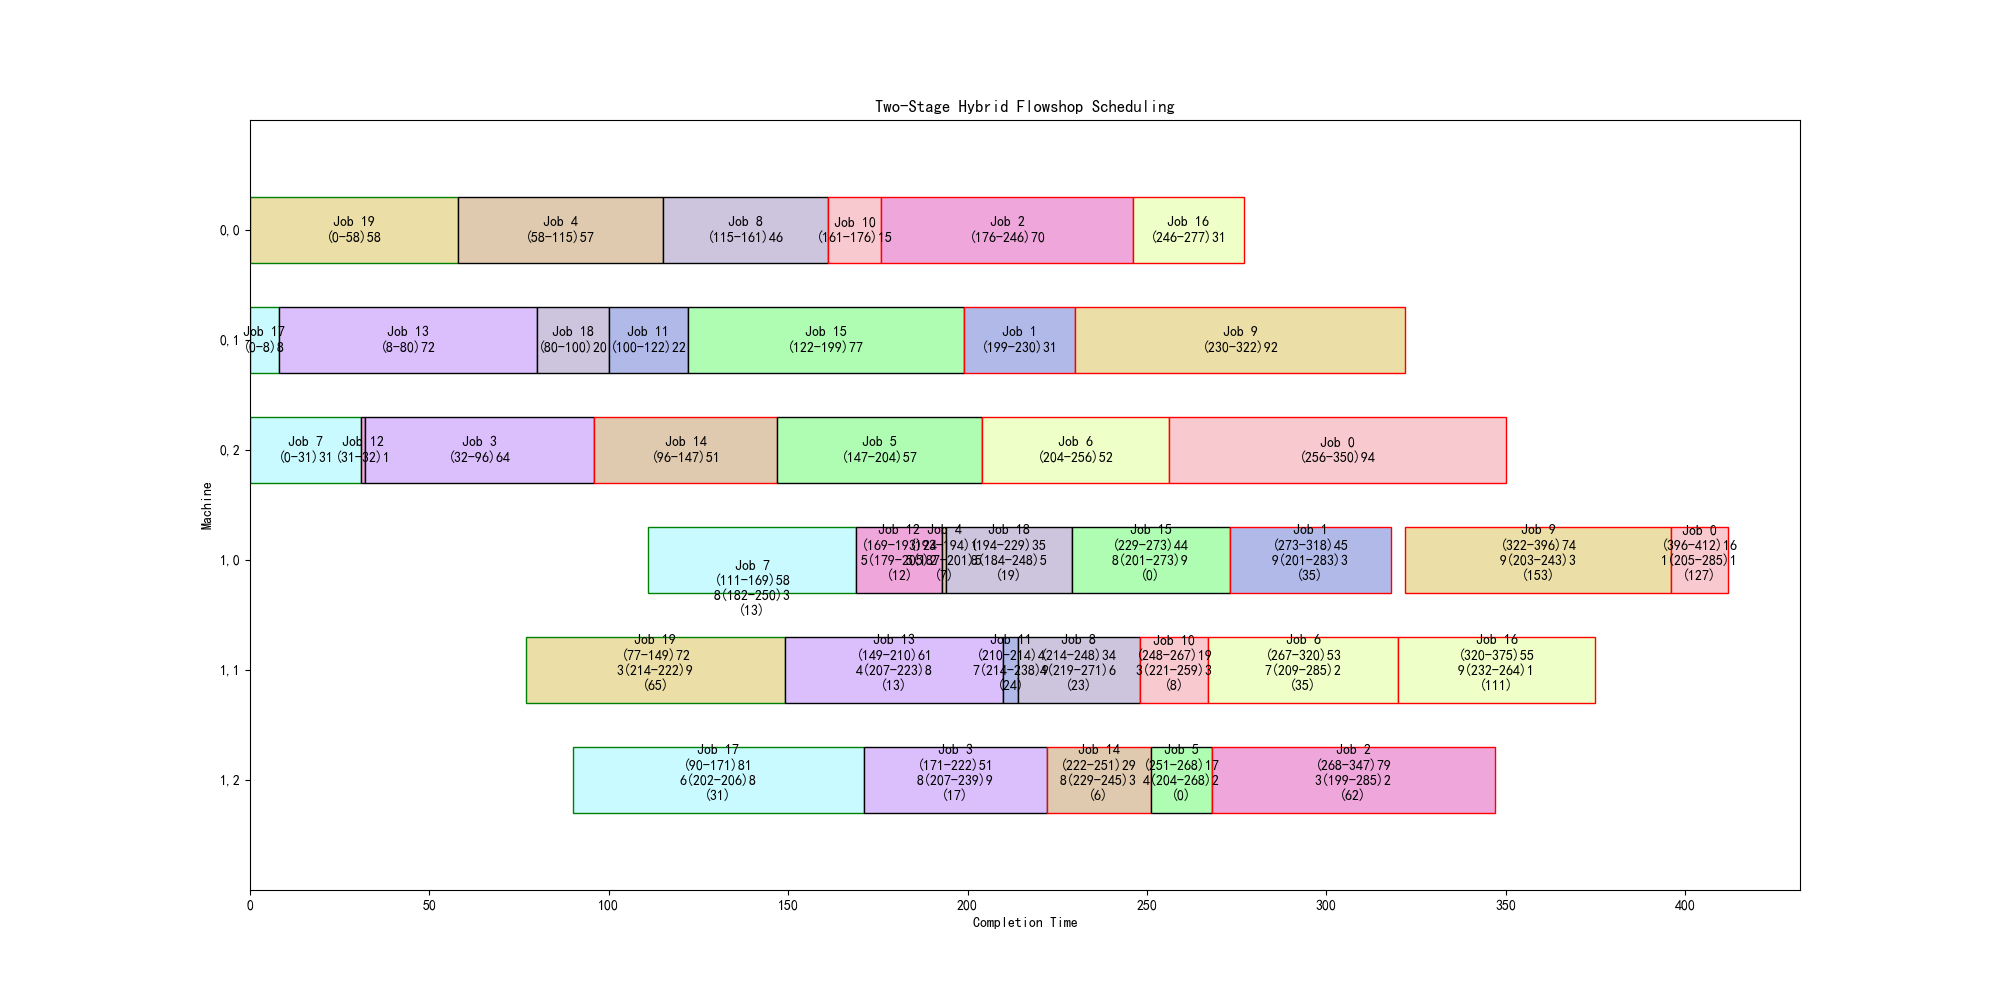 Two-Stage Hybrid Flowshop Scheduling
0,0
Job 19
(0-58)58
Job 4
(58-115)57
Job 8
(115-161)46
Job 10
(161-176)15
Job 2
(176-246)70
Job 16
(246-277)31
0,1
Job 17
(0-8)8
Job 13
(8-80)72
Job 18
(80-100)20
Job 11
(100-122)22
Job 15
(122-199)77
Job 1
(199-230)31
Job 9
(230-322)92
0,2
Job 7
(0-31)31
Job 12
(31-32)1
Job 3
(32-96)64
Job 14
(96-147)51
Job 5
(147-204)57
Job 6
(204-256)52
Job 0
(256-350)94
1,0
Job 7
(111-169)58
8(182-250)3
(13)
Job 12
(169-193)24
5(179-205)2
(12)
Job 4
(193-194)1
(7)
Job 18
(194-229)35
8(184-248)5
(19)
Job 15
(229-273)44
8(201-273)9
(0)
Job 1
(273-318)45
9(201-283)3
(35)
Job 9
(322-396)74
9(203-243)3
(153)
Job 0
(396-412)16
1(205-285)1
(127)
1,1
Job 19
(77-149)72
3(214-222)9
(65)
Job 13
(149-210)61
4(207-223)8
(13)
Job 11
(210-214)4
(24)
Job 8
(214-248)34
(23)
Job 10
(248-267)19
3(221-259)3
(8)
Job 6
(267-320)53
7(209-285)2
(35)
Job 16
(320-375)55
9(232-264)1
(111)
1,2
Job 17
(90-171)81
6(202-206)8
(31)
Job 3
(171-222)51
8(207-239)9
(17)
Job 14
(222-251)29
8(229-245)3
(6)
Job 5
(251-268)17
4(204-268)2
(0)
Job 2
(268-347)79
3(199-285)2
(62)
Machine
0
50
100
150
200
250
300
350
400
Completion Time